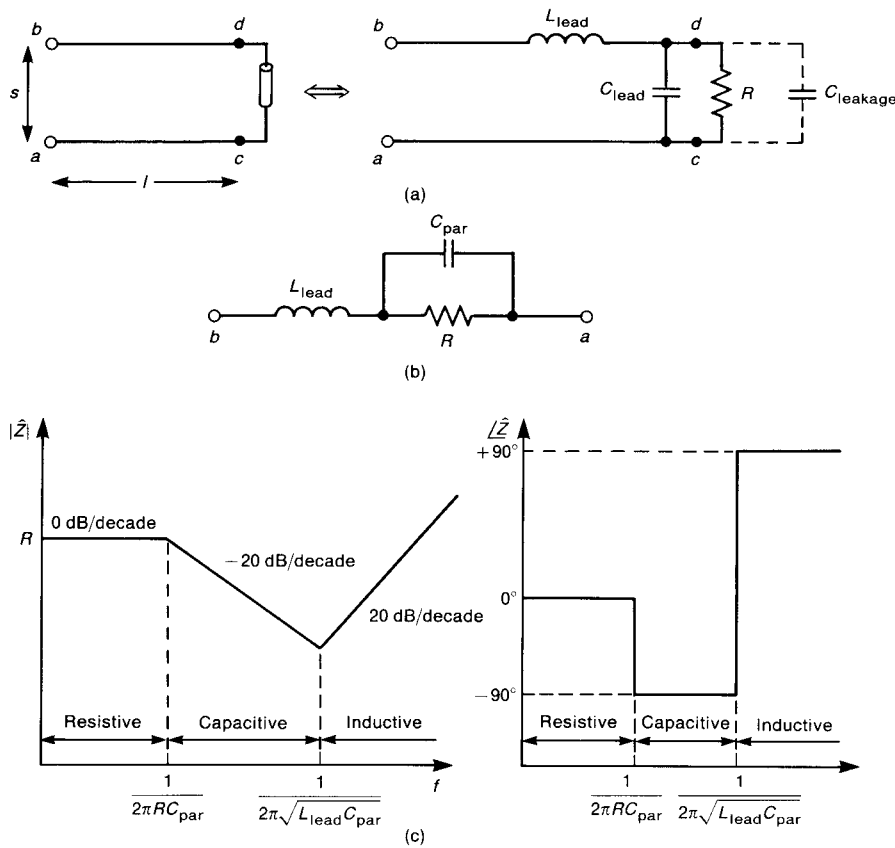 b d
s
a c
l
L_lead d
b
C_lead R C_leakage
a c
(a)
C_par
L_lead
b R a
(b)
|Ẑ|
0 dB/decade
R
−20 dB/decade
20 dB/decade
Resistive Capacitive Inductive
1 / 2πRC_par
1 / 2π√(L_lead C_par)
f
∠Ẑ
+90°
0°
−90°
Resistive Capacitive Inductive
1 / 2πRC_par
1 / 2π√(L_lead C_par)
f
(c)